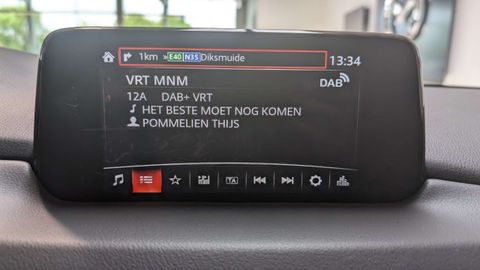 1km » E40 N35 Diksmuide 13:34
VRT MNM DAB
12A DAB+ VRT
HET BESTE MOET NOG KOMEN
POMMELIEN THIJS
TA